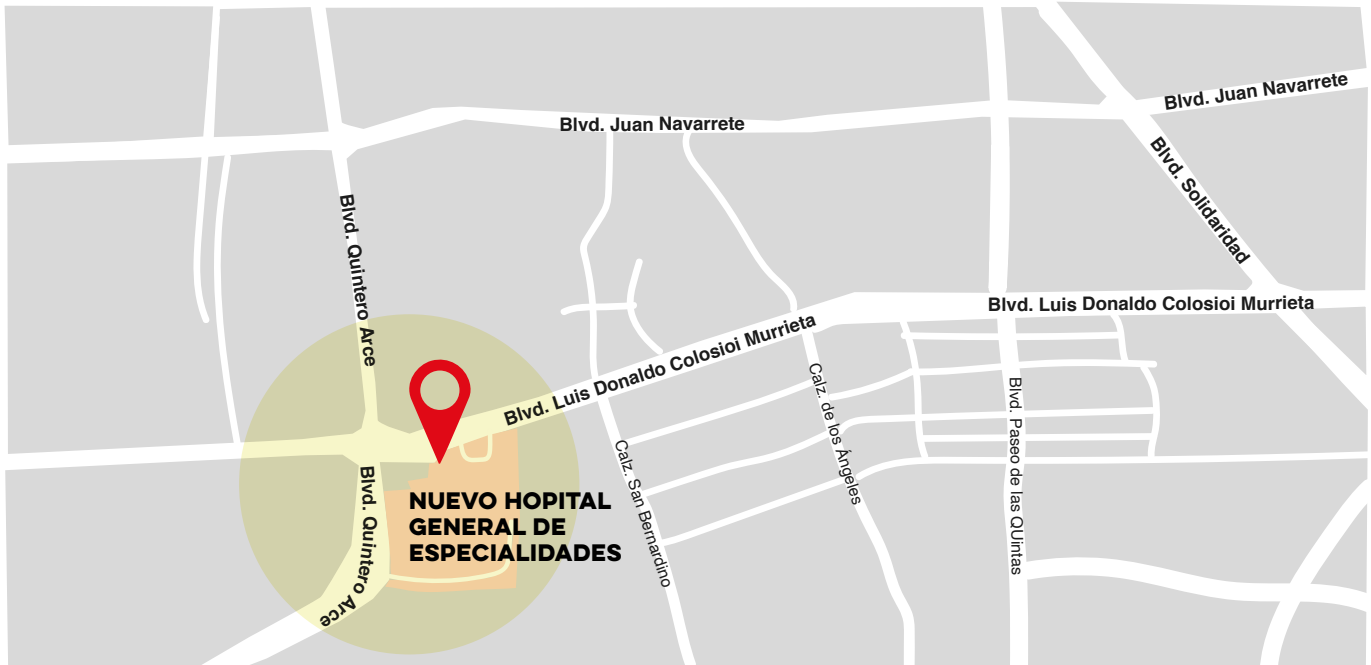 Blvd. Juan Navarrete
Blvd. Juan Navarrete
Blvd. Solidaridad
Blvd. Quintero Arce
Blvd. Luis Donaldo Colosioi Murrieta
Blvd. Luis Donaldo Colosioi Murrieta
Calz. de los Ángeles
Blvd. Paseo de las QUintas
Calz. San Bernardino
Blvd. Quintero Arce
NUEVO HOPITAL
GENERAL DE
ESPECIALIDADES